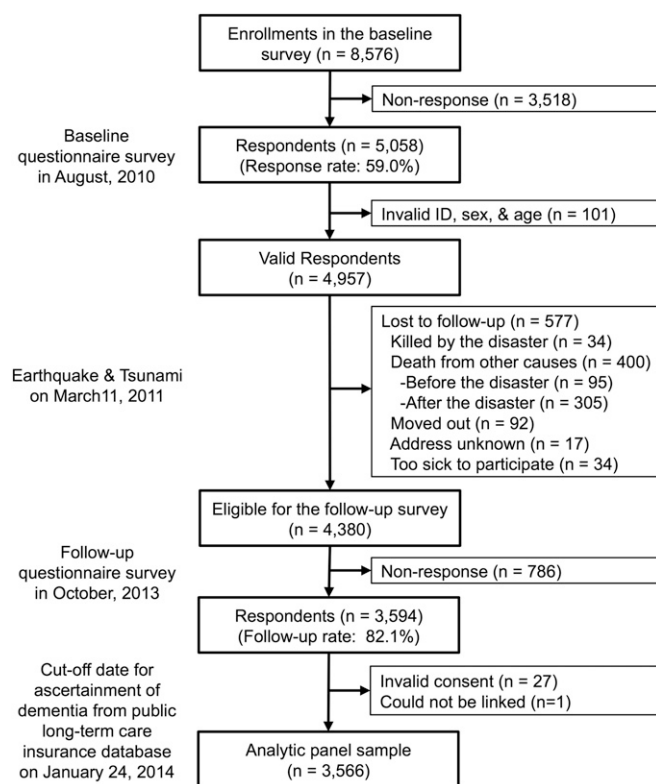 Enrollments in the baseline
survey (n = 8,576)
Non-response (n = 3,518)
Baseline
questionnaire survey
in August, 2010
Respondents (n = 5,058)
(Response rate: 59.0%)
Invalid ID, sex, & age (n = 101)
Valid Respondents
(n = 4,957)
Earthquake & Tsunami
on March11, 2011
Lost to follow-up (n = 577)
Killed by the disaster (n = 34)
Death from other causes (n = 400)
-Before the disaster (n = 95)
-After the disaster (n = 305)
Moved out (n = 92)
Address unknown (n = 17)
Too sick to participate (n = 34)
Eligible for the follow-up survey
(n = 4,380)
Follow-up
questionnaire survey
in October, 2013
Non-response (n = 786)
Respondents (n = 3,594)
(Follow-up rate: 82.1%)
Cut-off date for
ascertainment of
dementia from public
long-term care
insurance database
on January 24, 2014
Invalid consent (n = 27)
Could not be linked (n=1)
Analytic panel sample
(n = 3,566)